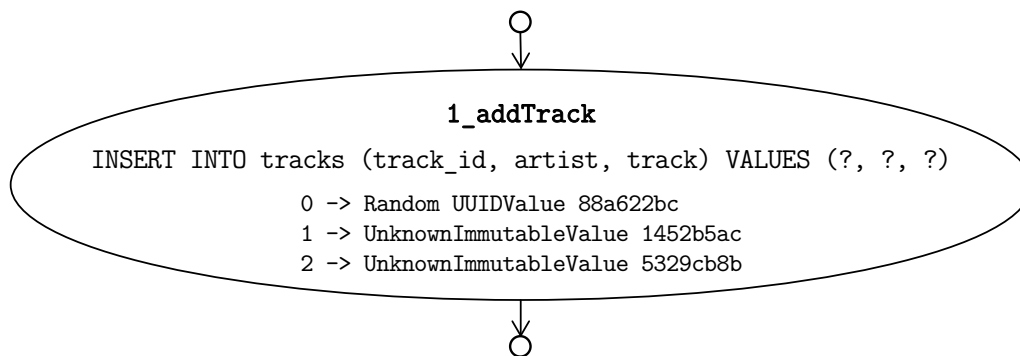 1_addTrack
INSERT INTO tracks (track_id, artist, track) VALUES (?, ?, ?)
0 -> Random UUIDValue 88a622bc
1 -> UnknownImmutableValue 1452b5ac
2 -> UnknownImmutableValue 5329cb8b